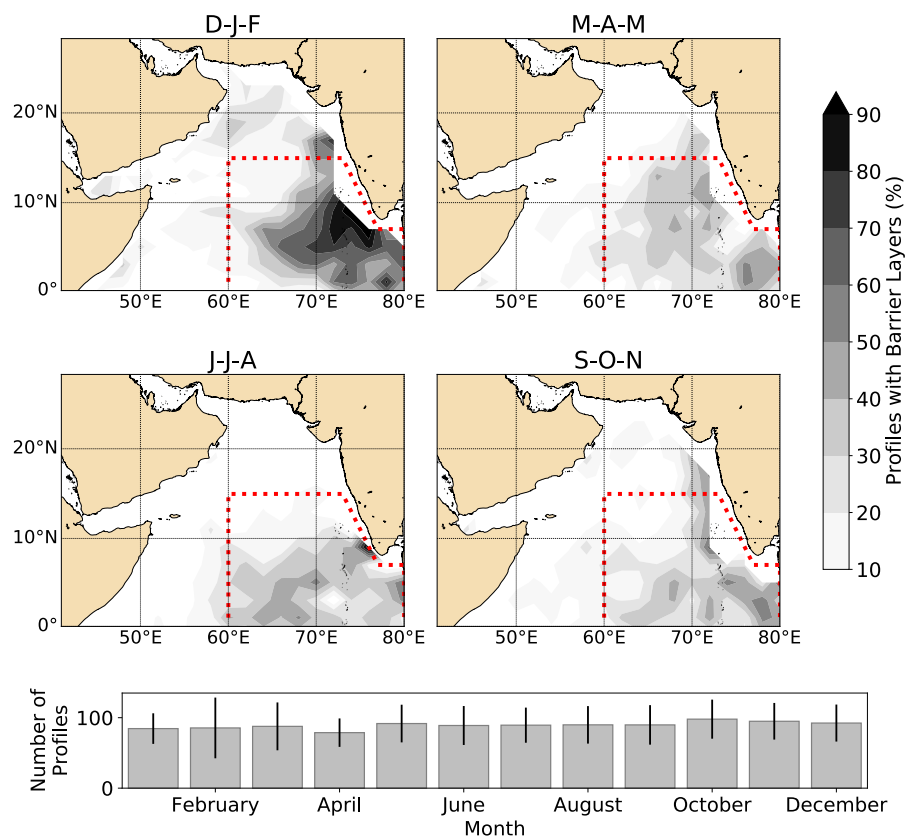 D-J-F
M-A-M
20°N
10°N
0°
50°E
60°E
70°E
80°E
50°E
60°E
70°E
80°E
J-J-A
S-O-N
20°N
10°N
0°
50°E
60°E
70°E
80°E
50°E
60°E
70°E
80°E
90
80
70
60
50
40
30
20
10
Profiles with Barrier Layers (%)
Number of
Profiles
100
0
February
April
June
August
October
December
Month